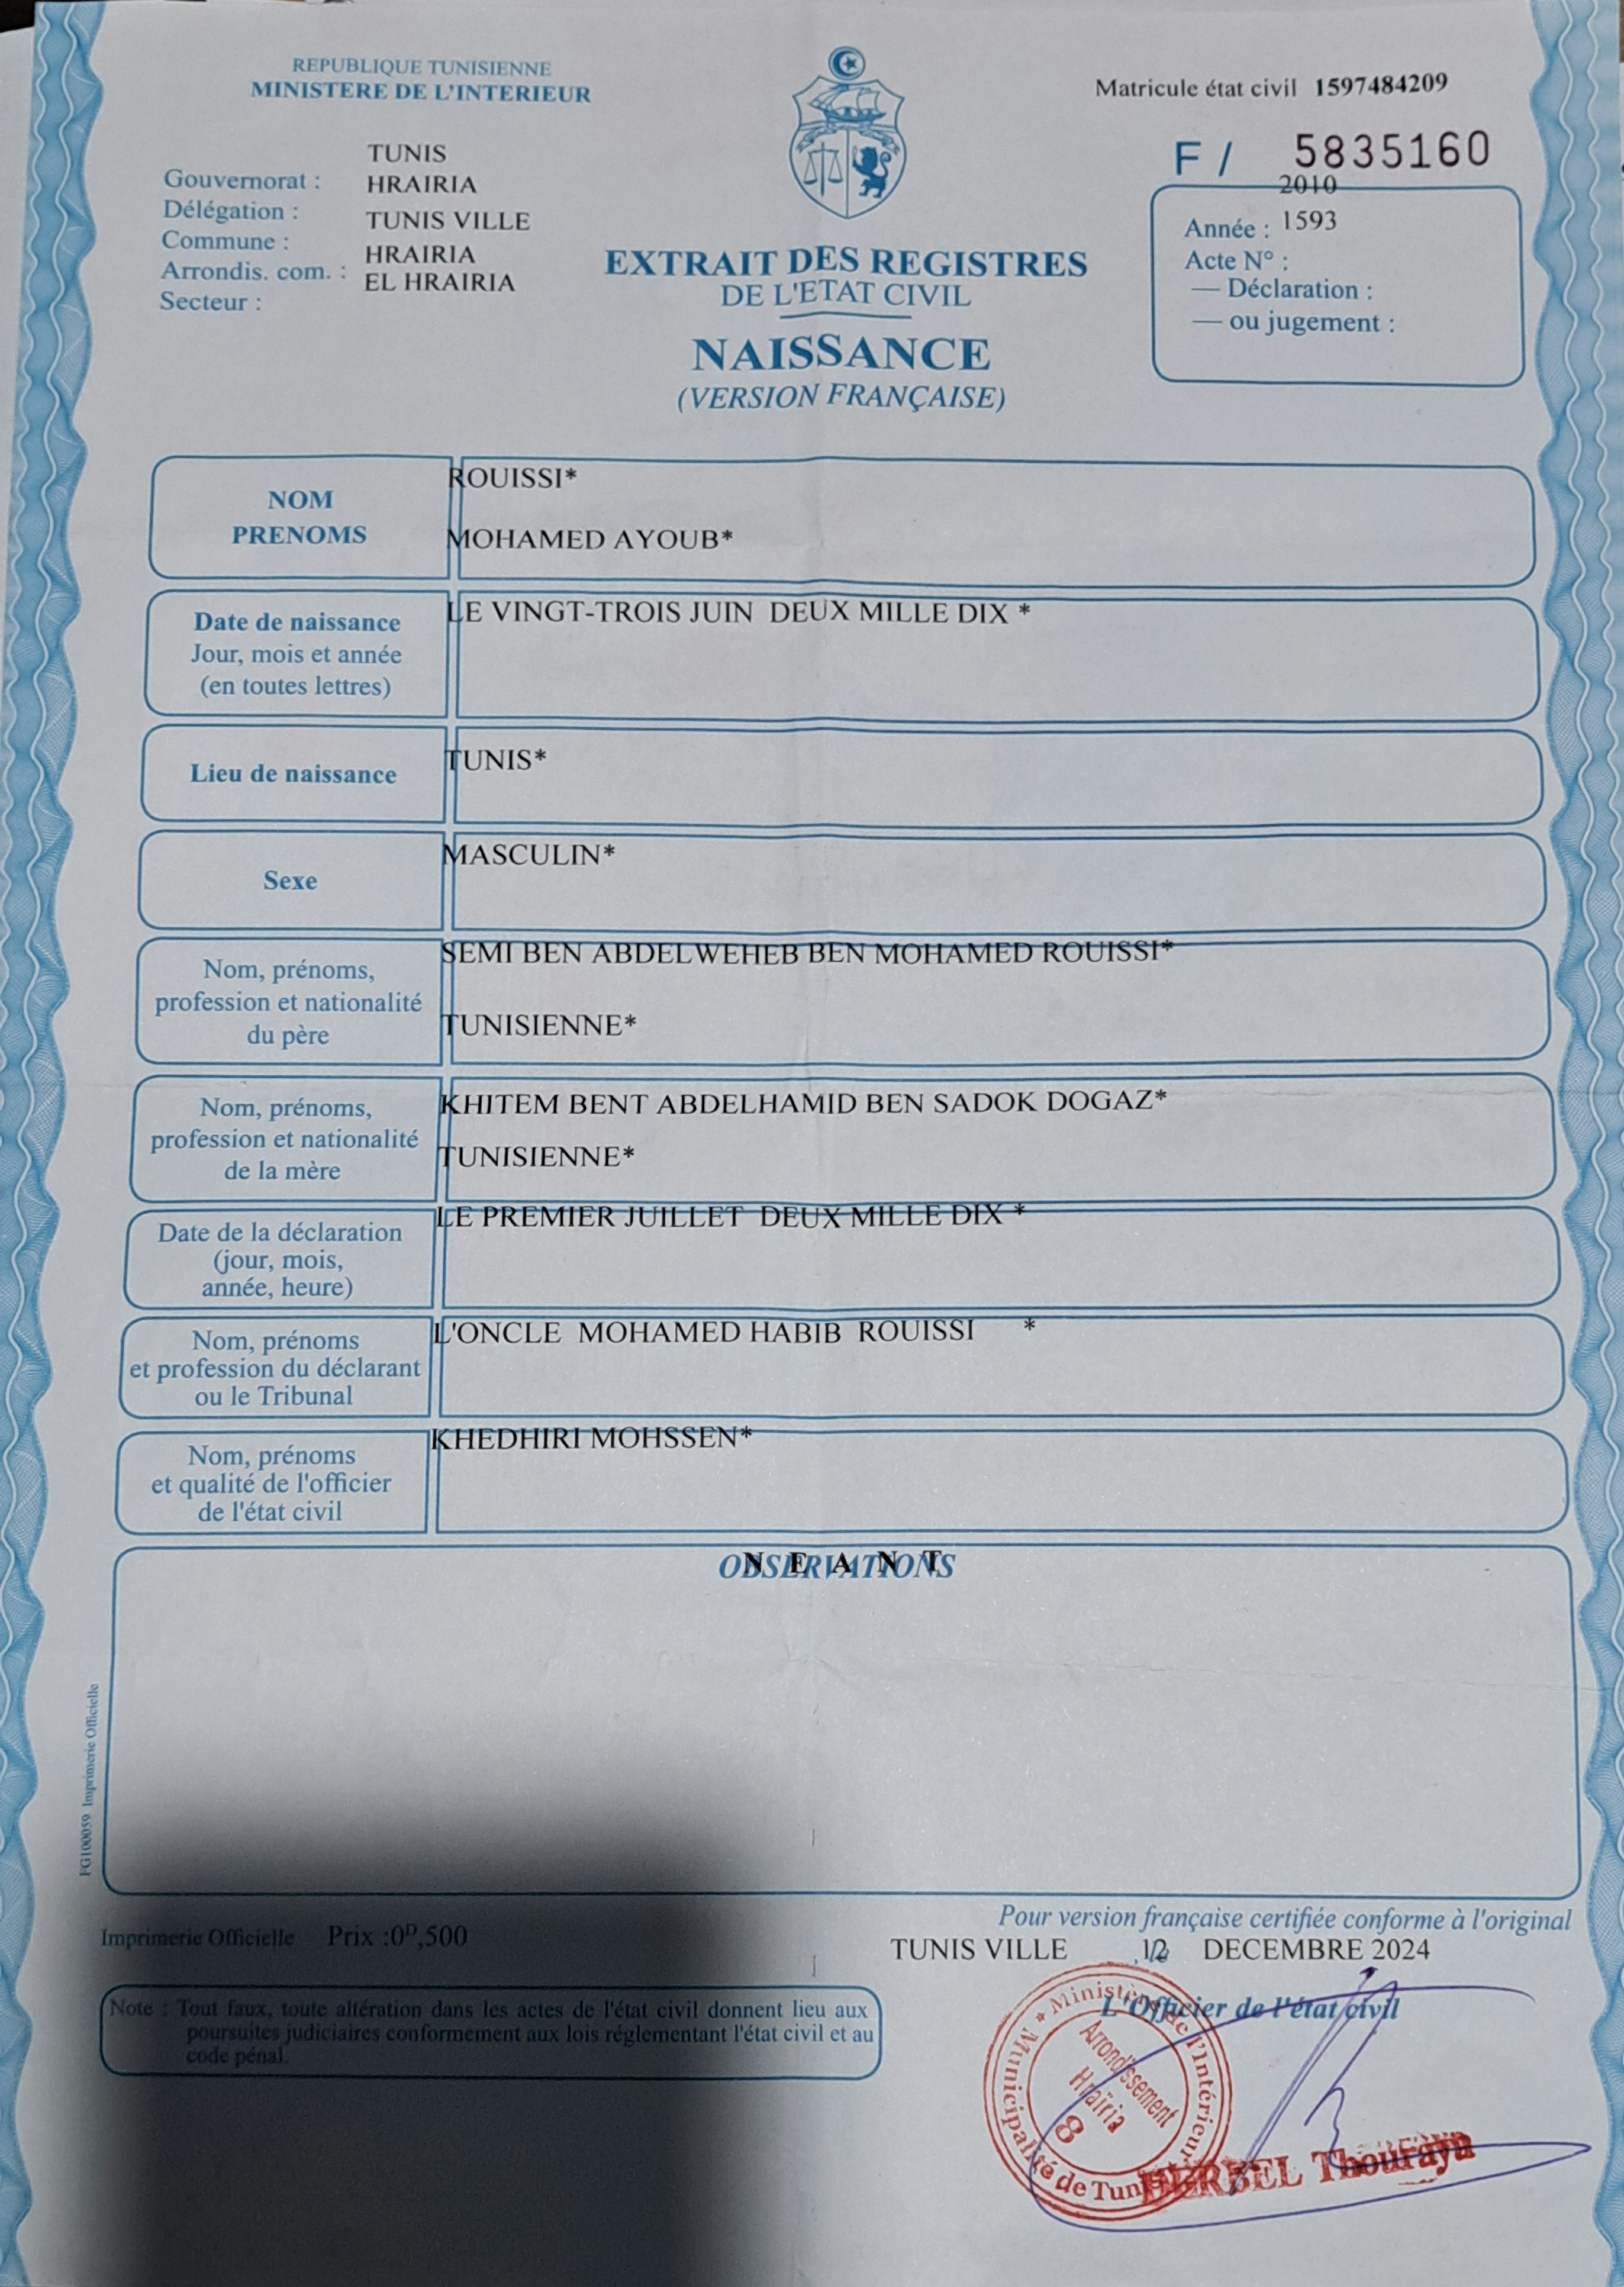 REPUBLIQUE TUNISIENNE
MINISTERE DE L'INTERIEUR
Matricule état civil 1597484209
F / 5835160
TUNIS
Gouvernorat : HRAIRIA
Délégation : TUNIS VILLE
Commune : HRAIRIA
Arrondis. com. : EL HRAIRIA
Secteur :
2010
Année : 1593
Acte N° :
— Déclaration :
— ou jugement :
EXTRAIT DES REGISTRES
DE L'ETAT CIVIL
NAISSANCE
(VERSION FRANÇAISE)
NOM
PRENOMS
ROUISSI*
MOHAMED AYOUB*
Date de naissance
Jour, mois et année
(en toutes lettres)
LE VINGT-TROIS JUIN DEUX MILLE DIX *
Lieu de naissance
TUNIS*
Sexe
MASCULIN*
Nom, prénoms,
profession et nationalité
du père
SEMI BEN ABDELWEHEB BEN MOHAMED ROUISSI*
TUNISIENNE*
Nom, prénoms,
profession et nationalité
de la mère
KHITEM BENT ABDELHAMID BEN SADOK DOGAZ*
TUNISIENNE*
Date de la déclaration
(jour, mois,
année, heure)
LE PREMIER JUILLET DEUX MILLE DIX *
Nom, prénoms
et profession du déclarant
ou le Tribunal
L'ONCLE MOHAMED HABIB ROUISSI *
Nom, prénoms
et qualité de l'officier
de l'état civil
KHEDHIRI MOHSSEN*
OBSERVATIONS
N E A N T
FG100059 Imprimerie Officielle
Imprimerie Officielle Prix :0ᴰ,500
Pour version française certifiée conforme à l'original
TUNIS VILLE , 12 DECEMBRE 2024
L'Officier de l'état civil
Note : Tout faux, toute altération dans les actes de l'état civil donnent lieu aux
poursuites judiciaires conformement aux lois réglementant l'état civil et au
code pénal.
* Ministère de l'Intérieur * Municipalité de Tunis
Arrondissement
Hraïria
8
Thouraya